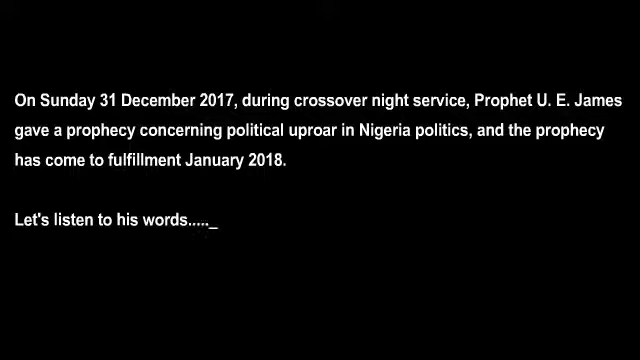 On Sunday 31 December 2017, during crossover night service, Prophet U. E. James
gave a prophecy concerning political uproar in Nigeria politics, and the prophecy
has come to fulfillment January 2018.
Let's listen to his words....._